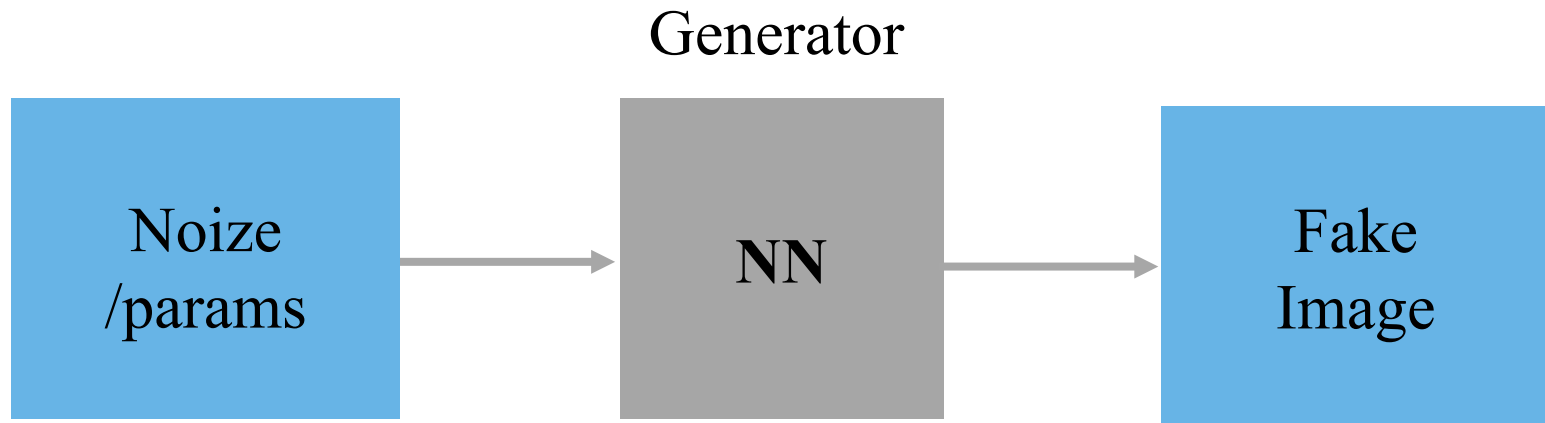 Generator
Noize
/params
NN
Fake
Image